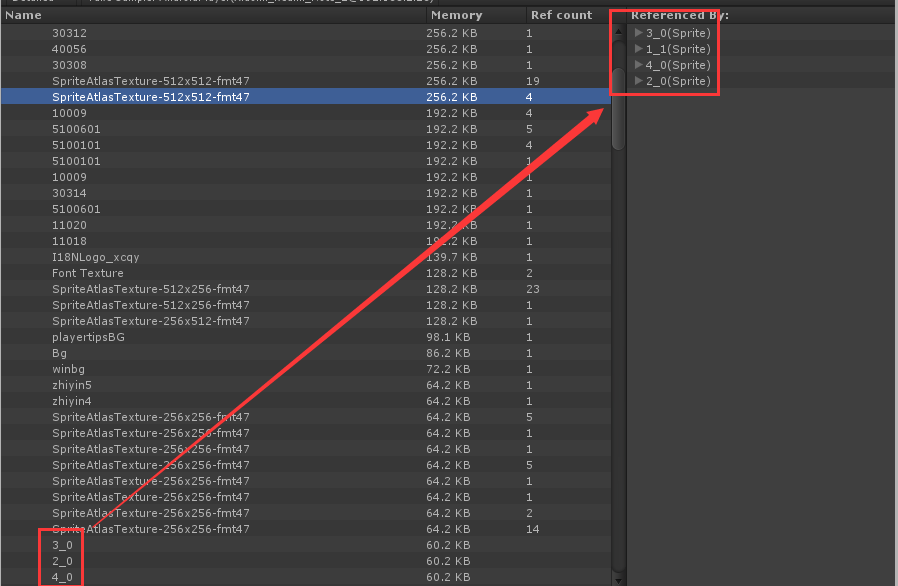 Name Memory Ref count Referenced By:
30312 256.2 KB 1 3_0(Sprite)
40056 256.2 KB 1 1_1(Sprite)
30308 256.2 KB 1 4_0(Sprite)
SpriteAtlasTexture-512x512-fmt47 256.2 KB 19 2_0(Sprite)
SpriteAtlasTexture-512x512-fmt47 256.2 KB 4
10009 192.2 KB 4
5100601 192.2 KB 5
5100101 192.2 KB 4
5100101 192.2 KB 1
10009 192.2 KB 1
30314 192.2 KB 1
5100601 192.2 KB 1
11020 192.2 KB 1
11018 192.2 KB 1
I18NLogo_xcqy 139.7 KB 1
Font Texture 128.2 KB 2
SpriteAtlasTexture-512x256-fmt47 128.2 KB 23
SpriteAtlasTexture-512x256-fmt47 128.2 KB 1
SpriteAtlasTexture-256x512-fmt47 128.2 KB 1
playertipsBG 98.1 KB 1
Bg 86.2 KB 1
winbg 72.2 KB 1
zhiyin5 64.2 KB 1
zhiyin4 64.2 KB 1
SpriteAtlasTexture-256x256-fmt47 64.2 KB 5
SpriteAtlasTexture-256x256-fmt47 64.2 KB 1
SpriteAtlasTexture-256x256-fmt47 64.2 KB 1
SpriteAtlasTexture-256x256-fmt47 64.2 KB 5
SpriteAtlasTexture-256x256-fmt47 64.2 KB 1
SpriteAtlasTexture-256x256-fmt47 64.2 KB 1
SpriteAtlasTexture-256x256-fmt47 64.2 KB 2
SpriteAtlasTexture-256x256-fmt47 64.2 KB 14
3_0 60.2 KB
2_0 60.2 KB
4_0 60.2 KB